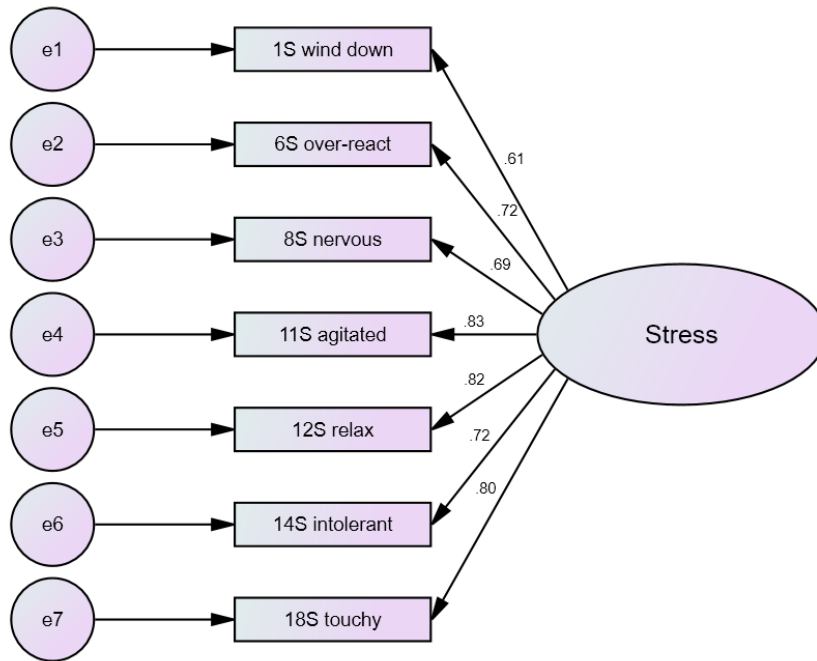 e1
1S wind down
.61
e2
6S over-react
.72
e3
8S nervous
.69
e4
11S agitated
.83
Stress
e5
12S relax
.82
e6
14S intolerant
.72
e7
18S touchy
.80